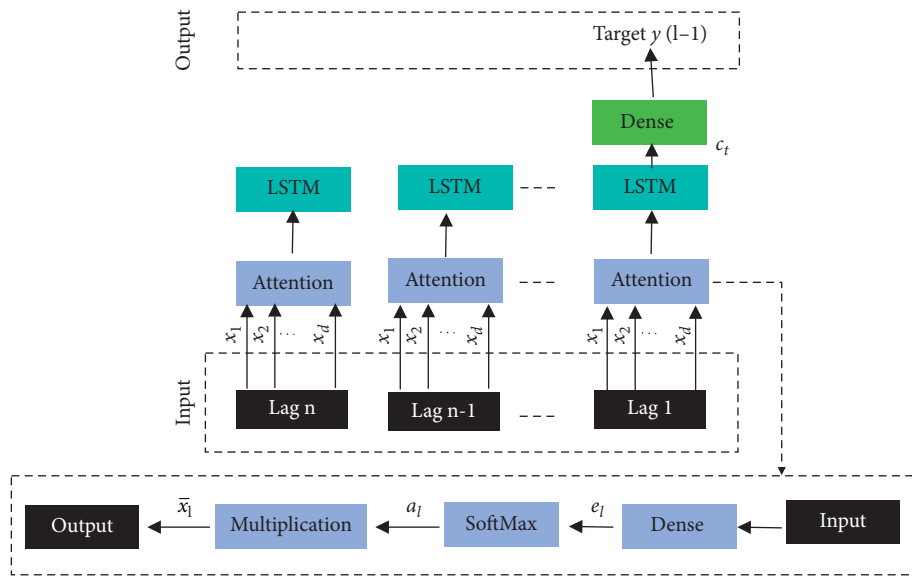 Output
Target y (l–1)
Dense
c_t
LSTM LSTM LSTM
Attention Attention Attention
x_1 x_2 ... x_d x_1 x_2 ... x_d x_1 x_2 ... x_d
Input
Lag n Lag n-1 Lag 1
Output x̄_l Multiplication a_l SoftMax e_l Dense Input